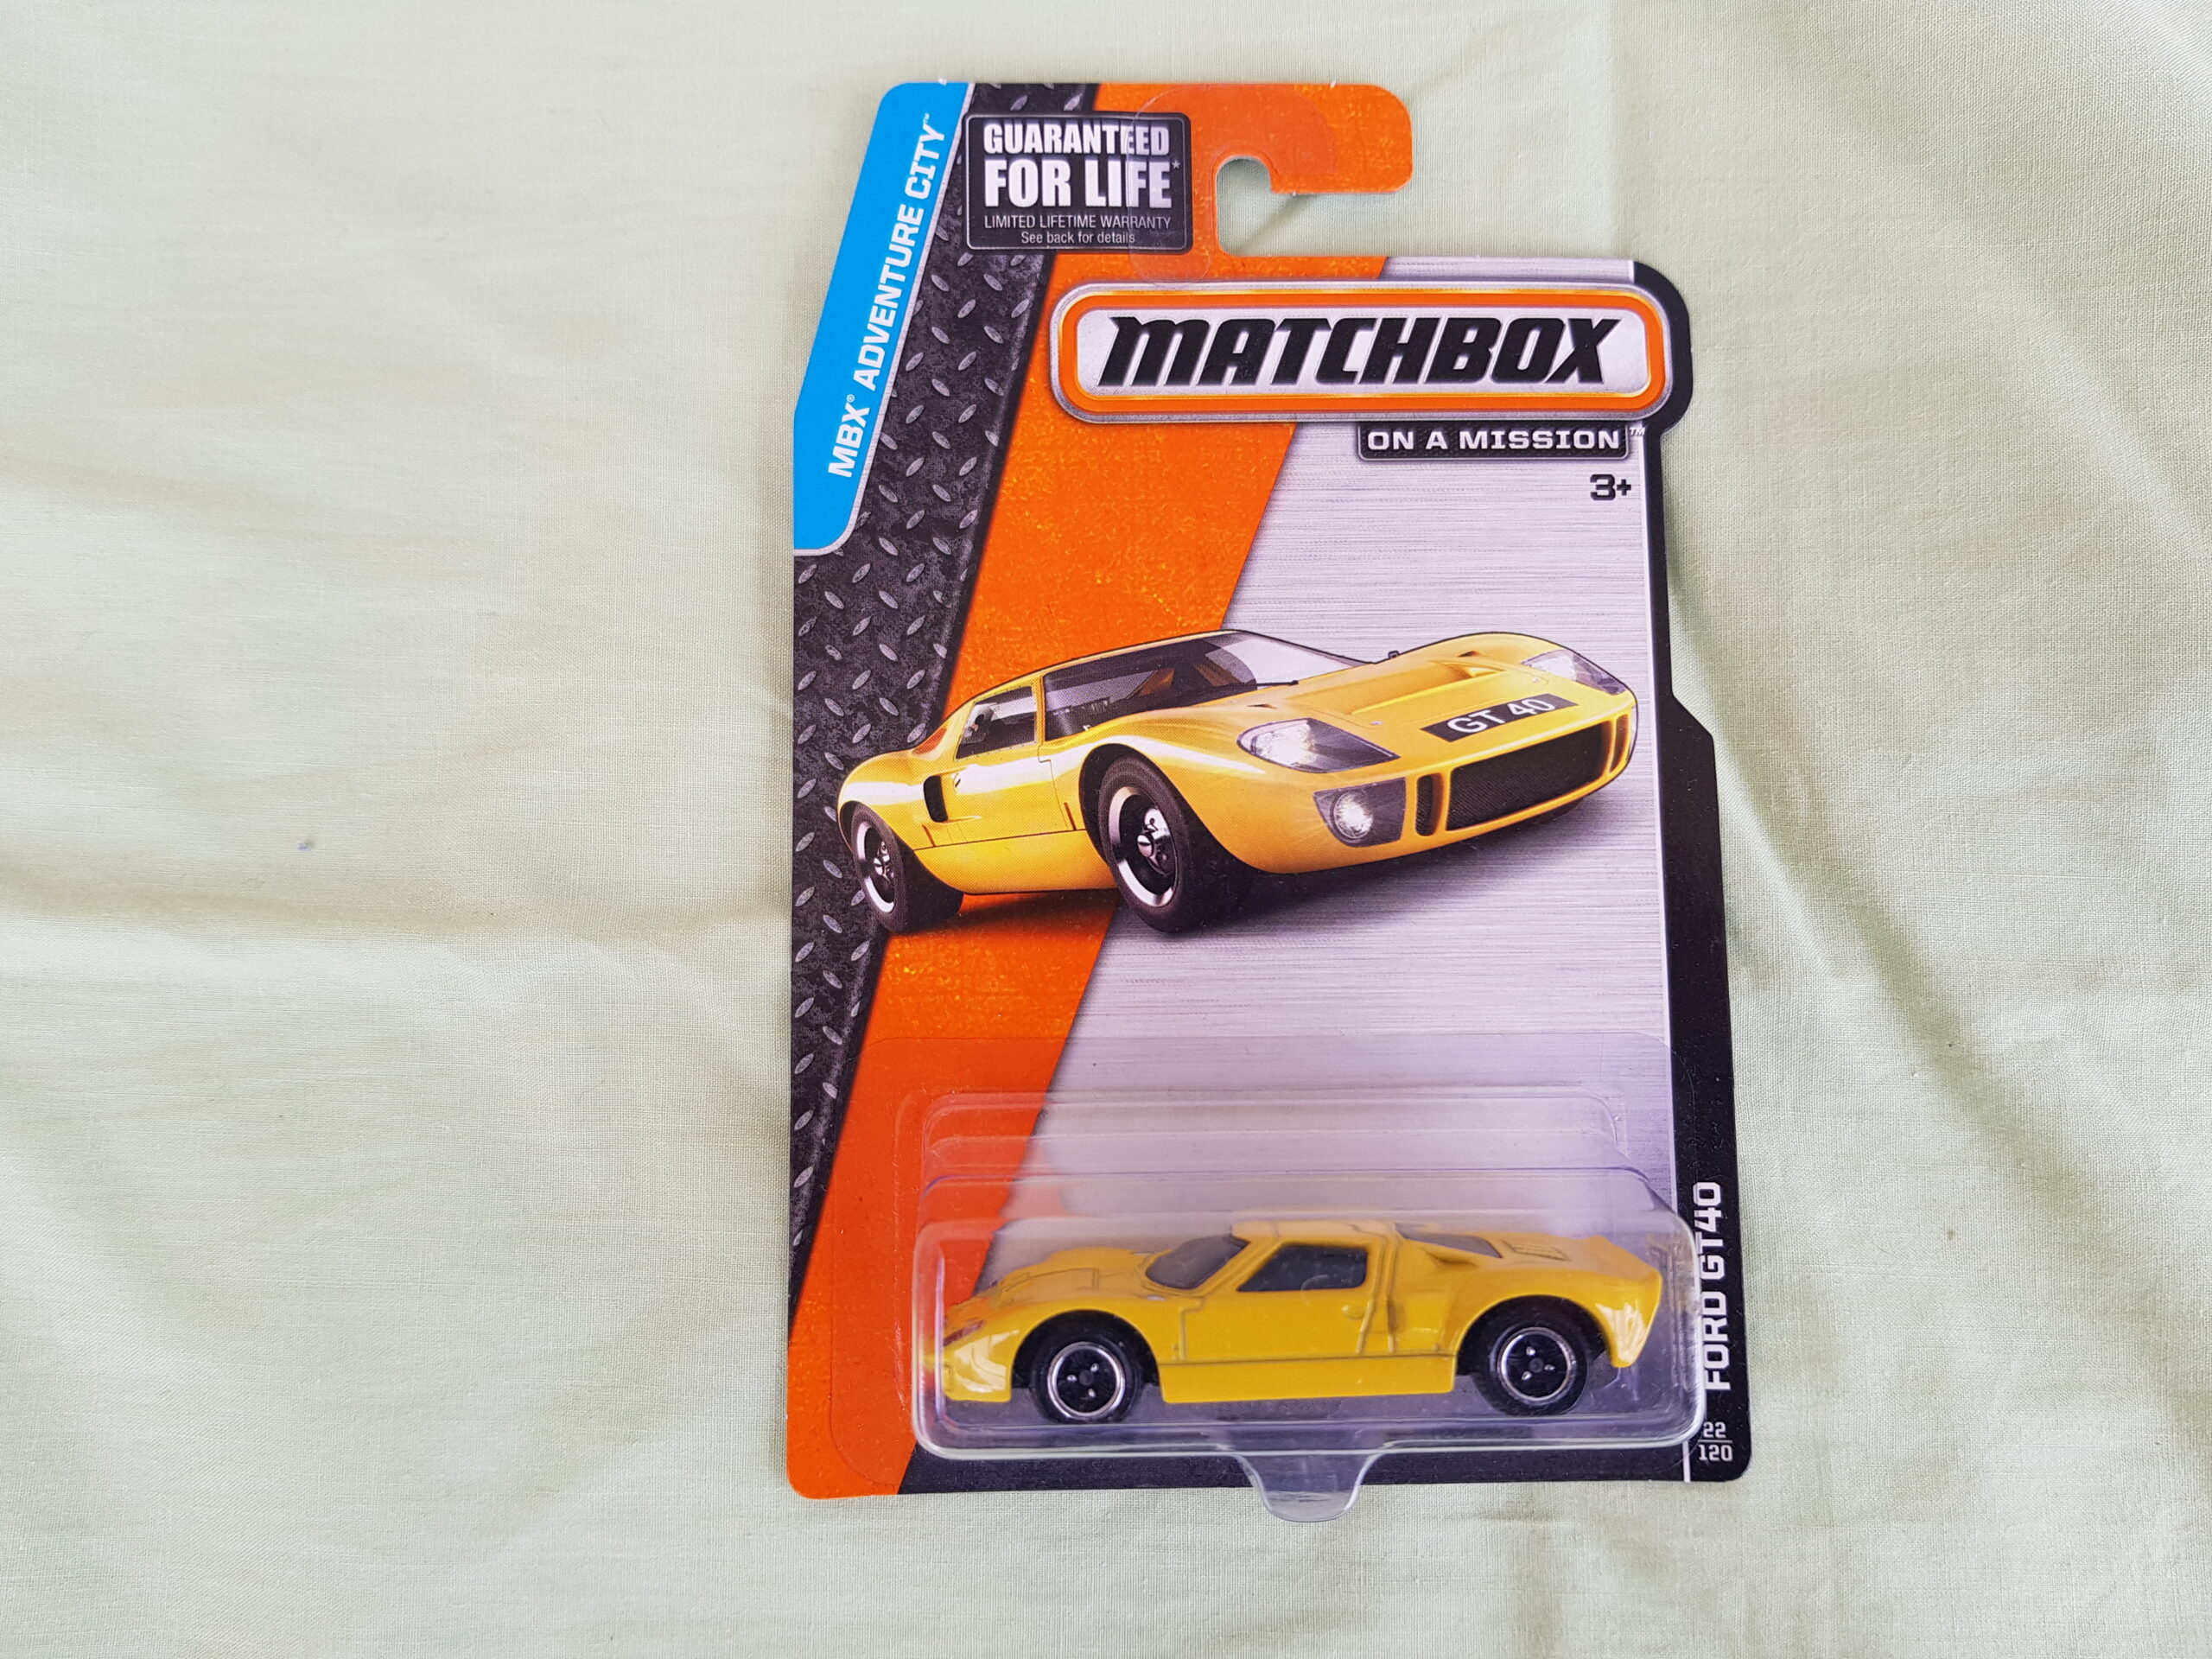 MBX® ADVENTURE CITY™
GUARANTEED
FOR LIFE*
LIMITED LIFETIME WARRANTY
See back for details
MATCHBOX
ON A MISSION™
3+
GT 40
FORD GT40
22
120